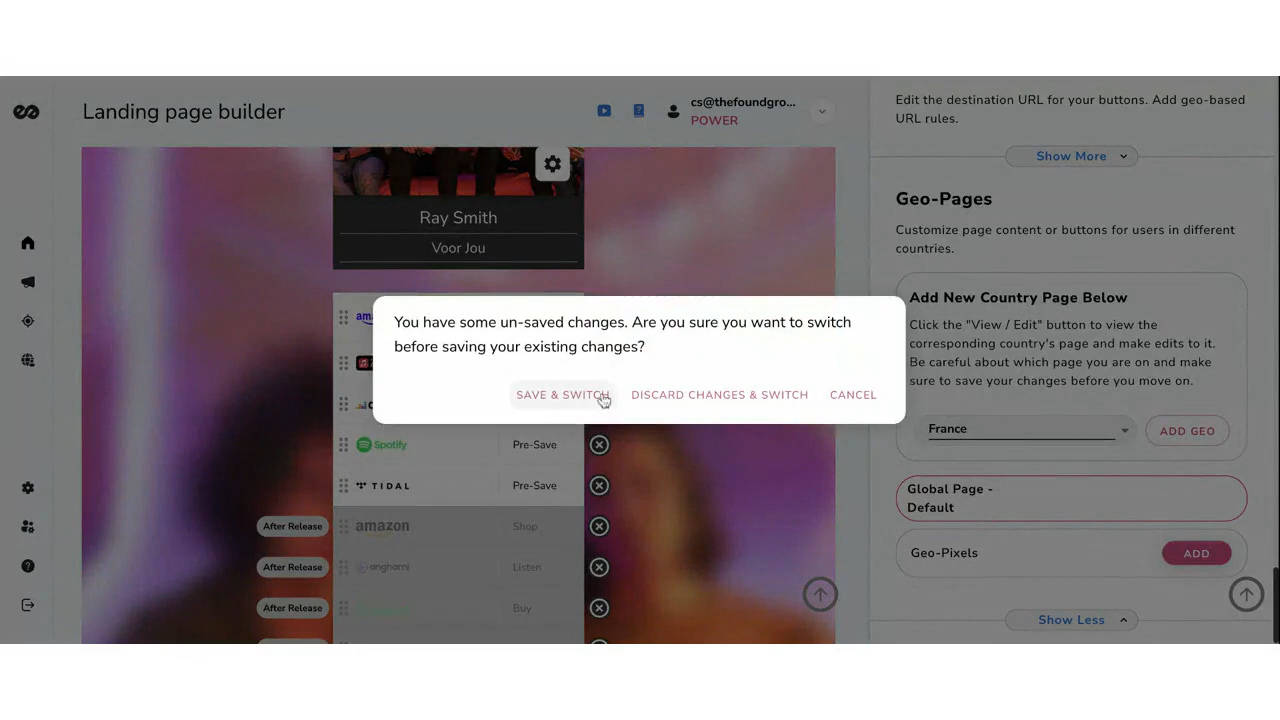 Landing page builder
cs@thefoundgro...
POWER
Ray Smith
Voor Jou
You have some un-saved changes. Are you sure you want to switch
before saving your existing changes?
SAVE & SWITCH
DISCARD CHANGES & SWITCH
CANCEL
Spotify
Pre-Save
TIDAL
Pre-Save
After Release
amazon
Shop
After Release
anghami
Listen
After Release
Buy
Edit the destination URL for your buttons. Add geo-based
URL rules.
Show More
Geo-Pages
Customize page content or buttons for users in different
countries.
Add New Country Page Below
Click the "View / Edit" button to view the
corresponding country's page and make edits to it.
Be careful about which page you are on and make
sure to save your changes before you move on.
France
ADD GEO
Global Page -
Default
Geo-Pixels
ADD
Show Less